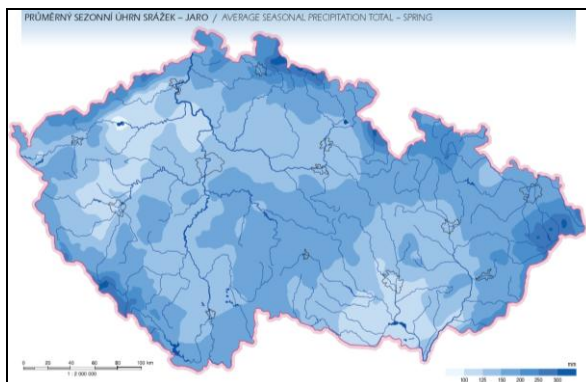 PRŮMĚRNÝ SEZONNÍ ÚHRN SRÁŽEK – JARO / AVERAGE SEASONAL PRECIPITATION TOTAL – SPRING
0 20 40 60 80 100 km
1 : 2 000 000
mm
100 125 150 200 250 300